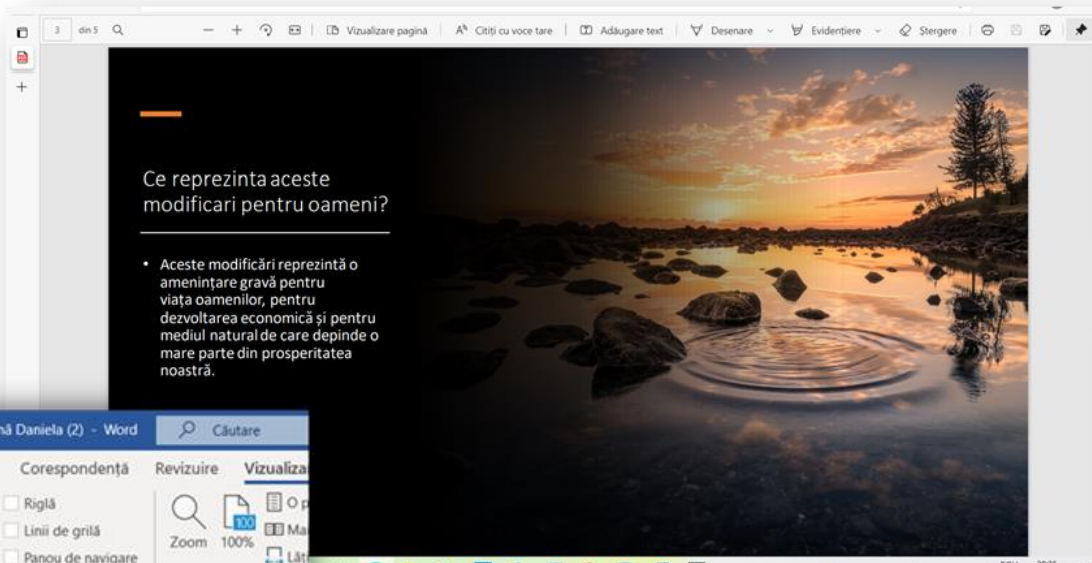 3 din 5
Vizualizare pagină
Citiți cu voce tare
Adăugare text
Desenare
Evidențiere
Ștergere
Ce reprezinta aceste
modificari pentru oameni?
• Aceste modificări reprezintă o
amenințare gravă pentru
viața oamenilor, pentru
dezvoltarea economică și pentru
mediul natural de care depinde o
mare parte din prosperitatea
noastră.
Daniela (2) - Word
Căutare
Corespondență
Revizuire
Riglă
Linii de grilă
Panou de navigare
Zoom
100
100%